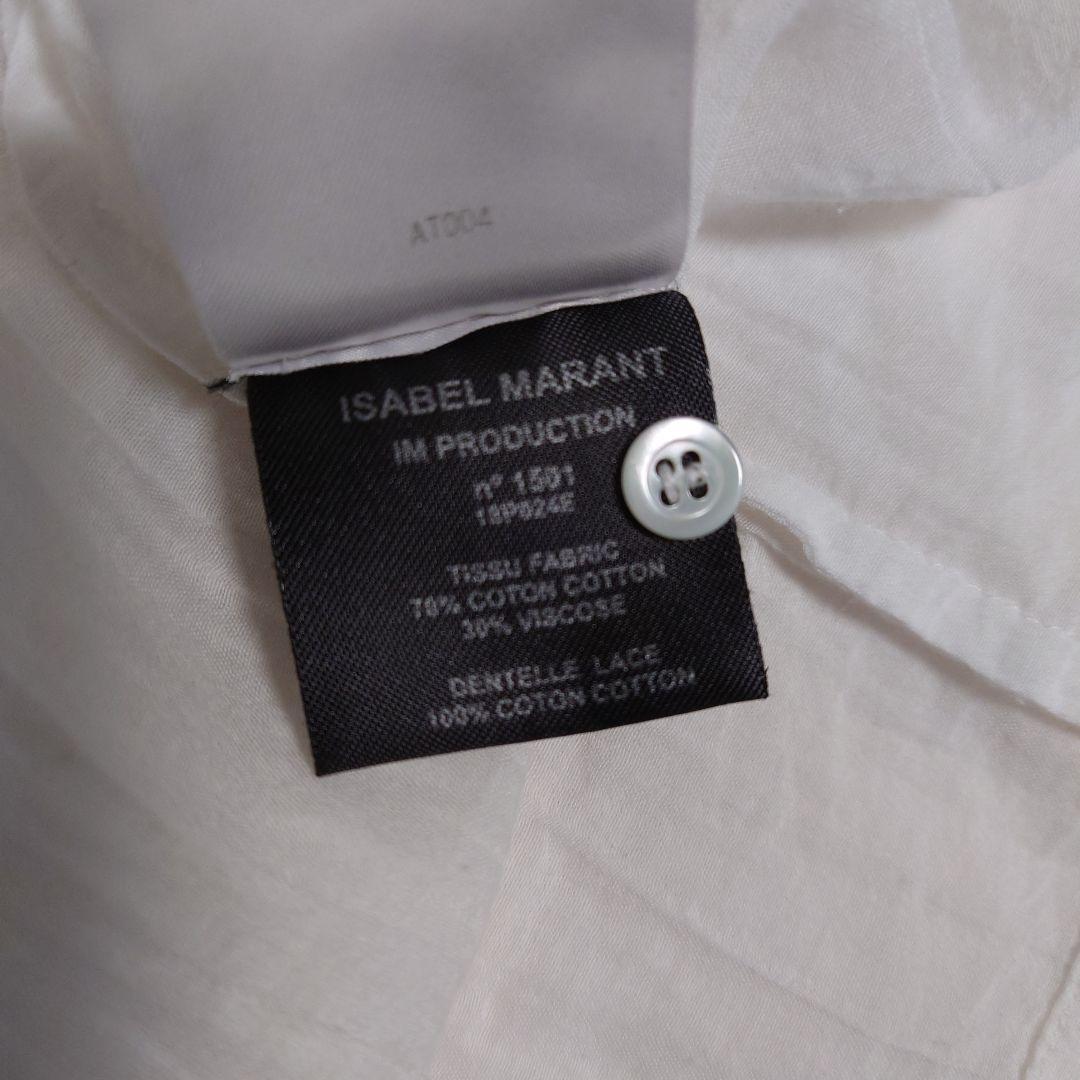 AT004
ISABEL MARANT
IM PRODUCTION
n° 1501
18P024E
TISSU FABRIC
70% COTON COTTON
30% VISCOSE
DENTELLE LACE
100% COTON COTTON